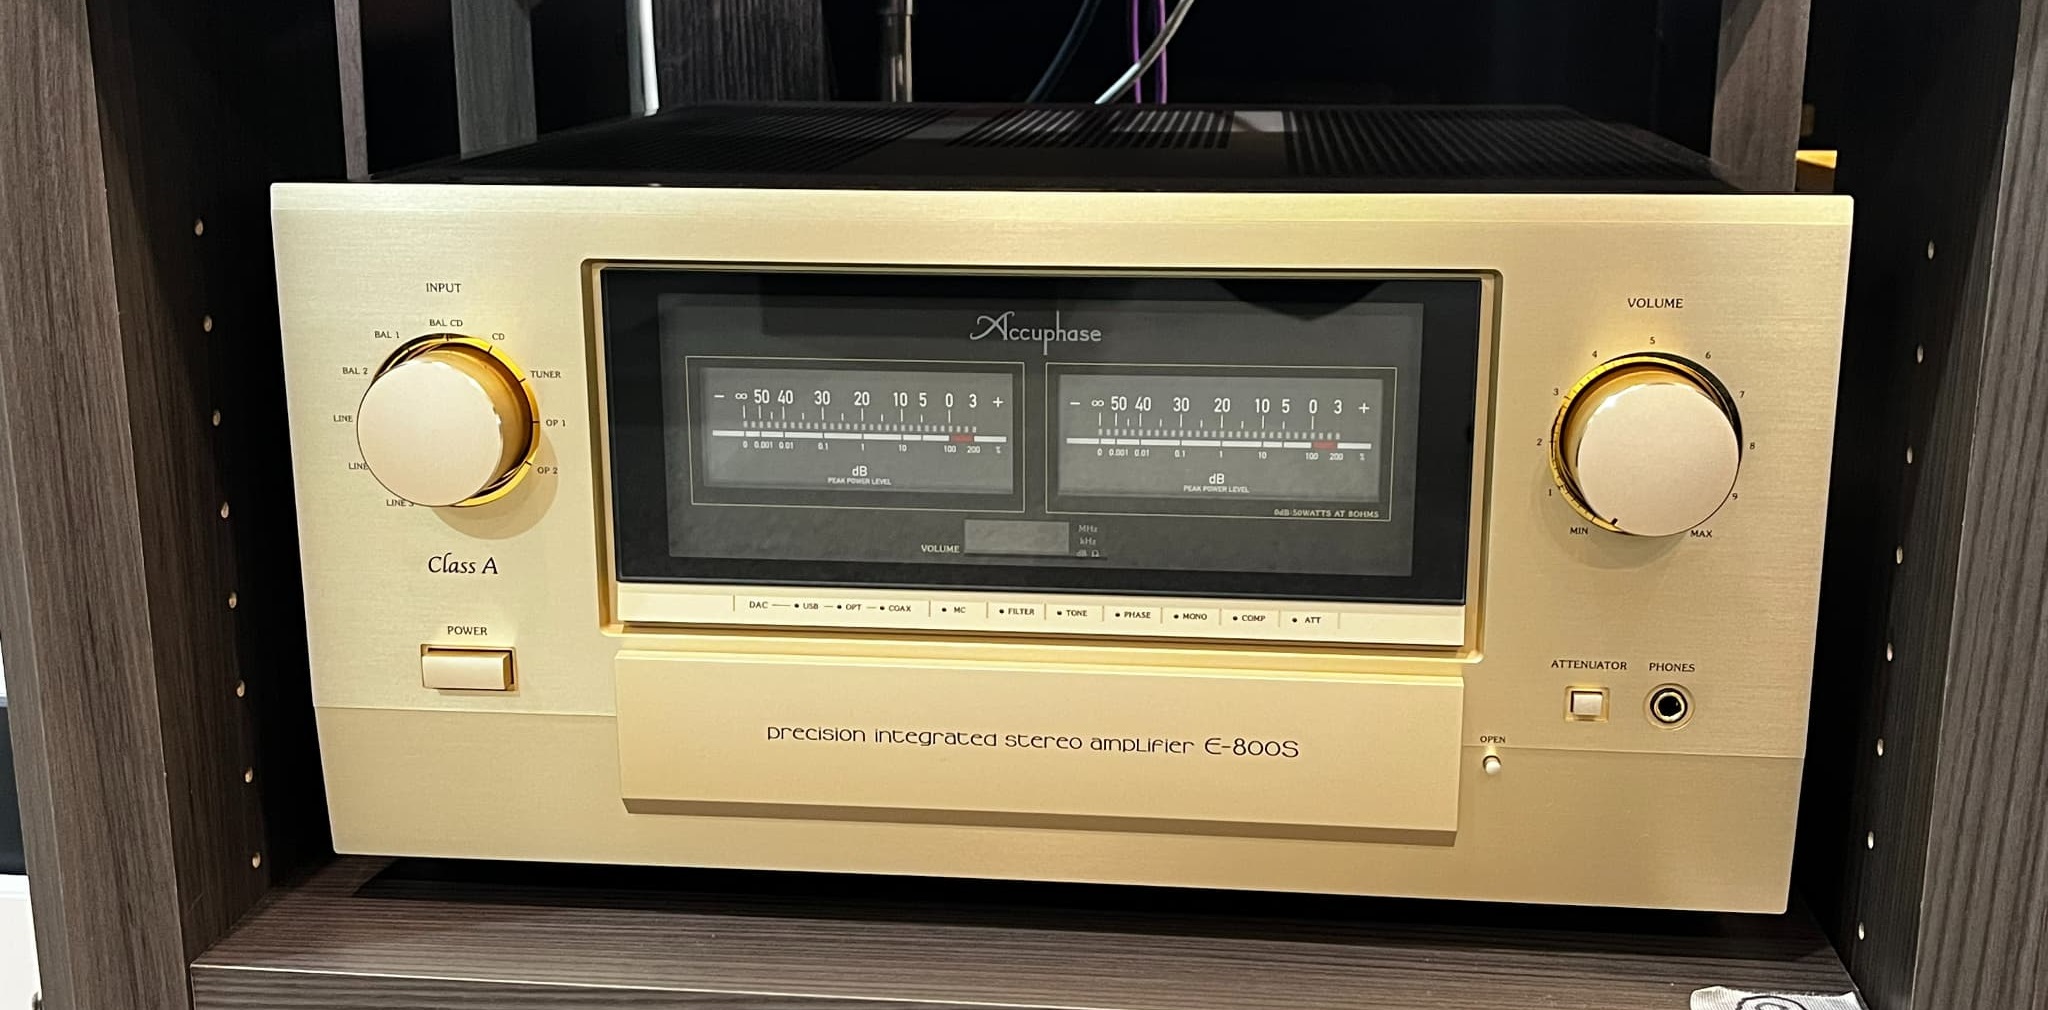 INPUT
BAL CD
BAL 1
CD
BAL 2
TUNER
LINE
OP 1
LINE
OP 2
LINE 3
Class A
POWER
Accuphase
− ∞ 50 40 30 20 10 5 0 3 +
0 0.001 0.01 0.1 1 10 100 200 %
dB
PEAK POWER LEVEL
− ∞ 50 40 30 20 10 5 0 3 +
0 0.001 0.01 0.1 1 10 100 200 %
dB
PEAK POWER LEVEL
0dB:50WATTS AT 8OHMS
VOLUME
MHz
kHz
dB Ω
DAC USB OPT COAX MC FILTER TONE PHASE MONO COMP ATT
precision integrated stereo amplifier E-800S
VOLUME
5
4 6
3 7
2 8
1 9
MIN MAX
ATTENUATOR PHONES
OPEN